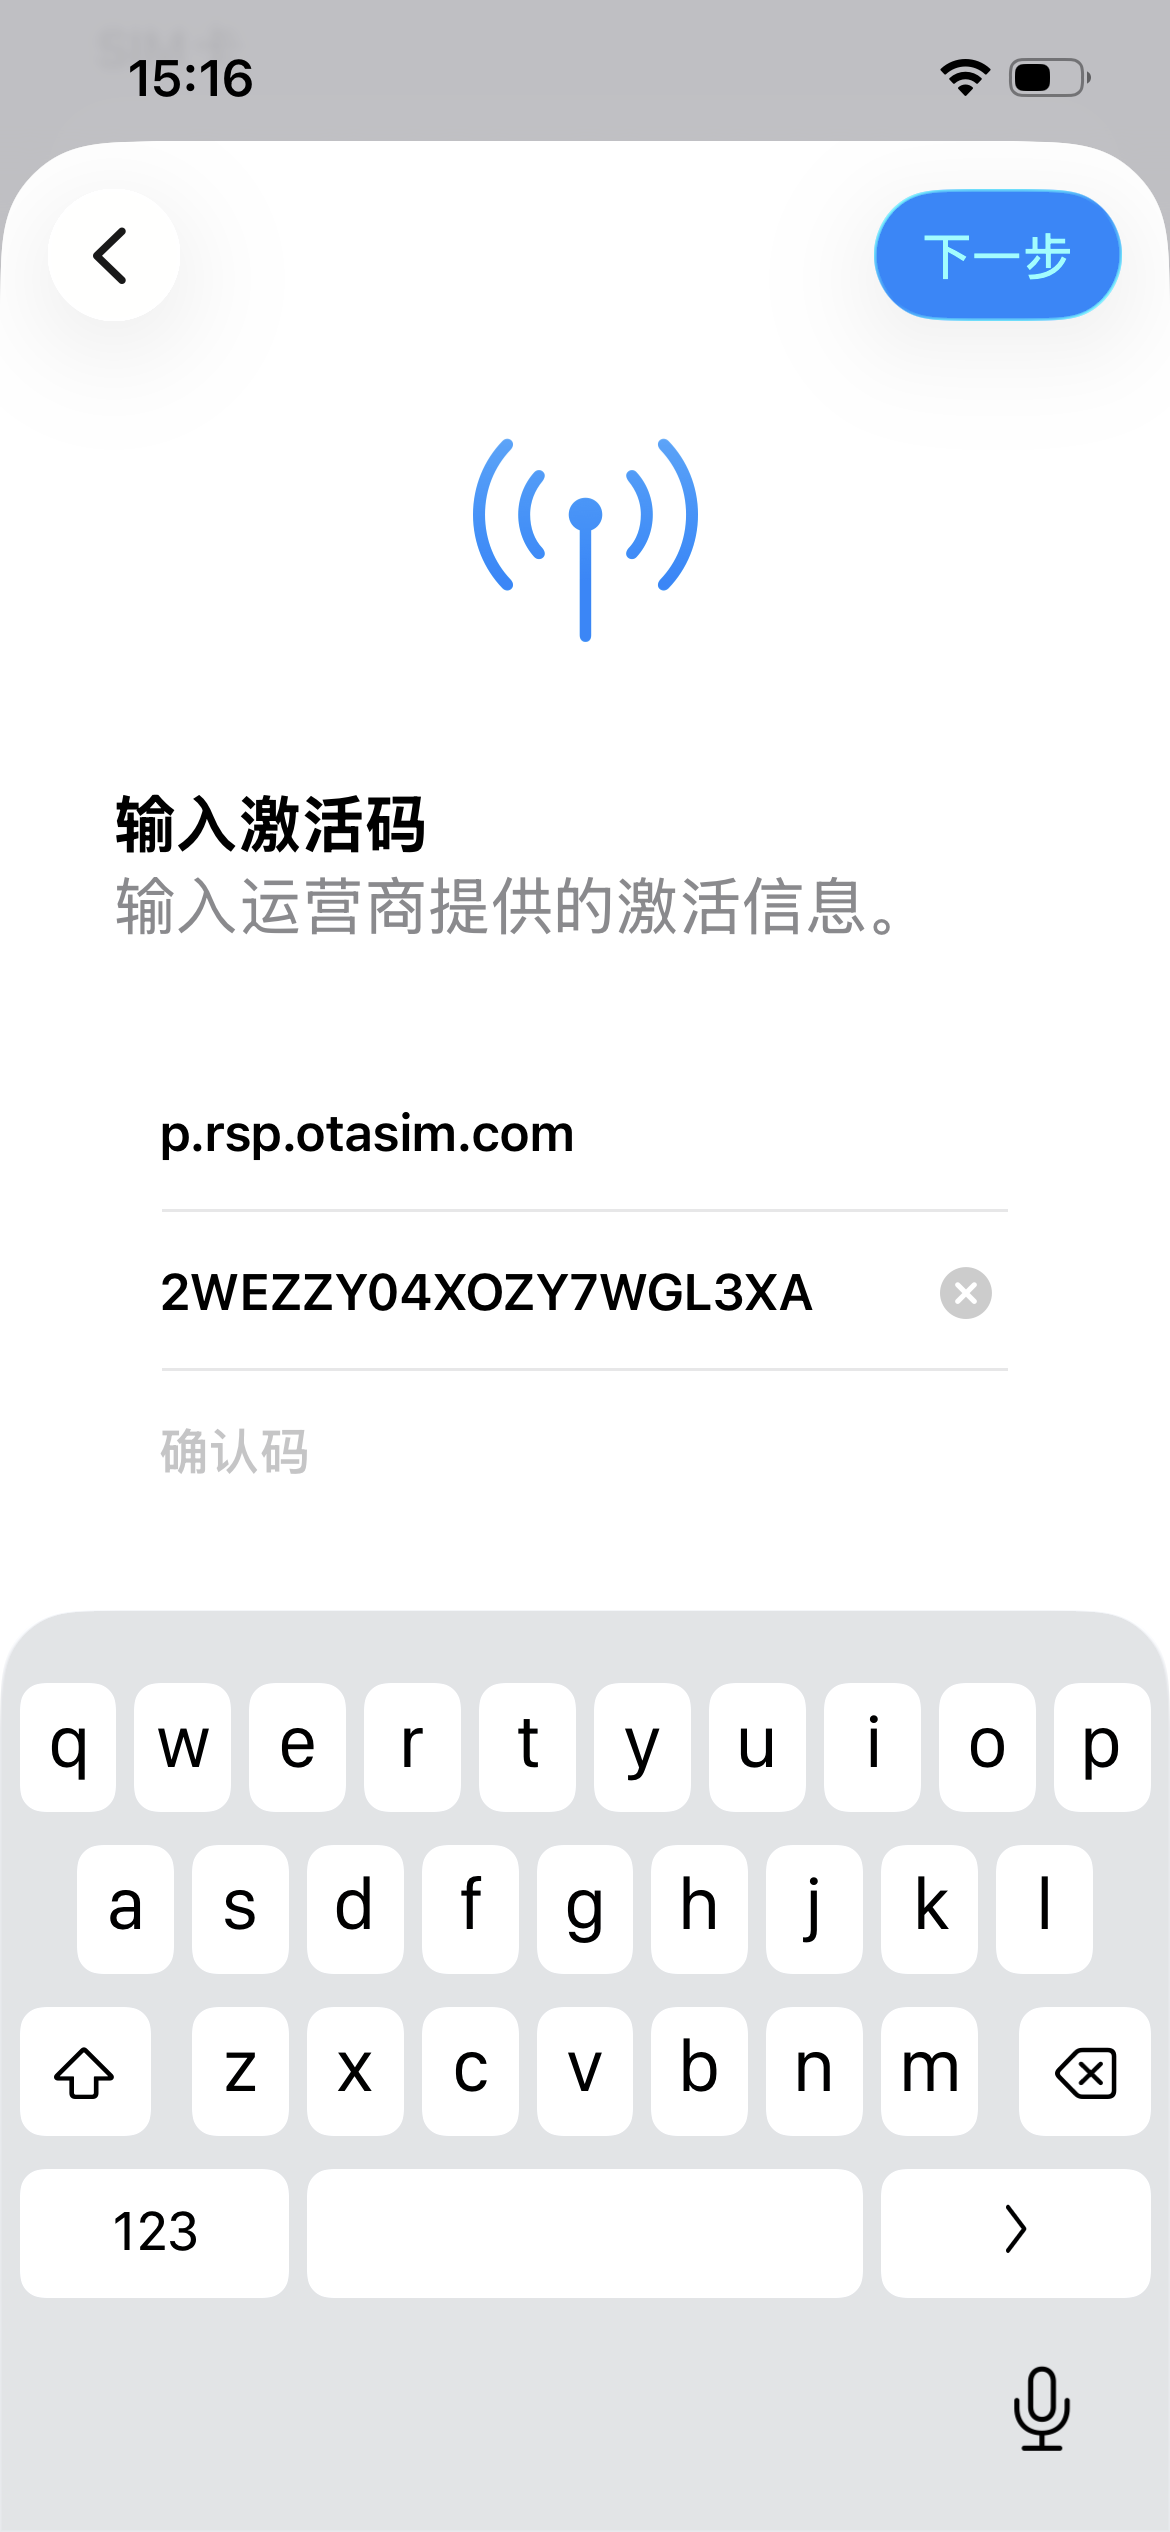 15:16
下一步
输入激活码
输入运营商提供的激活信息。
p.rsp.otasim.com
2WEZZY04XOZY7WGL3XA
确认码
q w e r t y u i o p
a s d f g h j k l
z x c v b n m
123